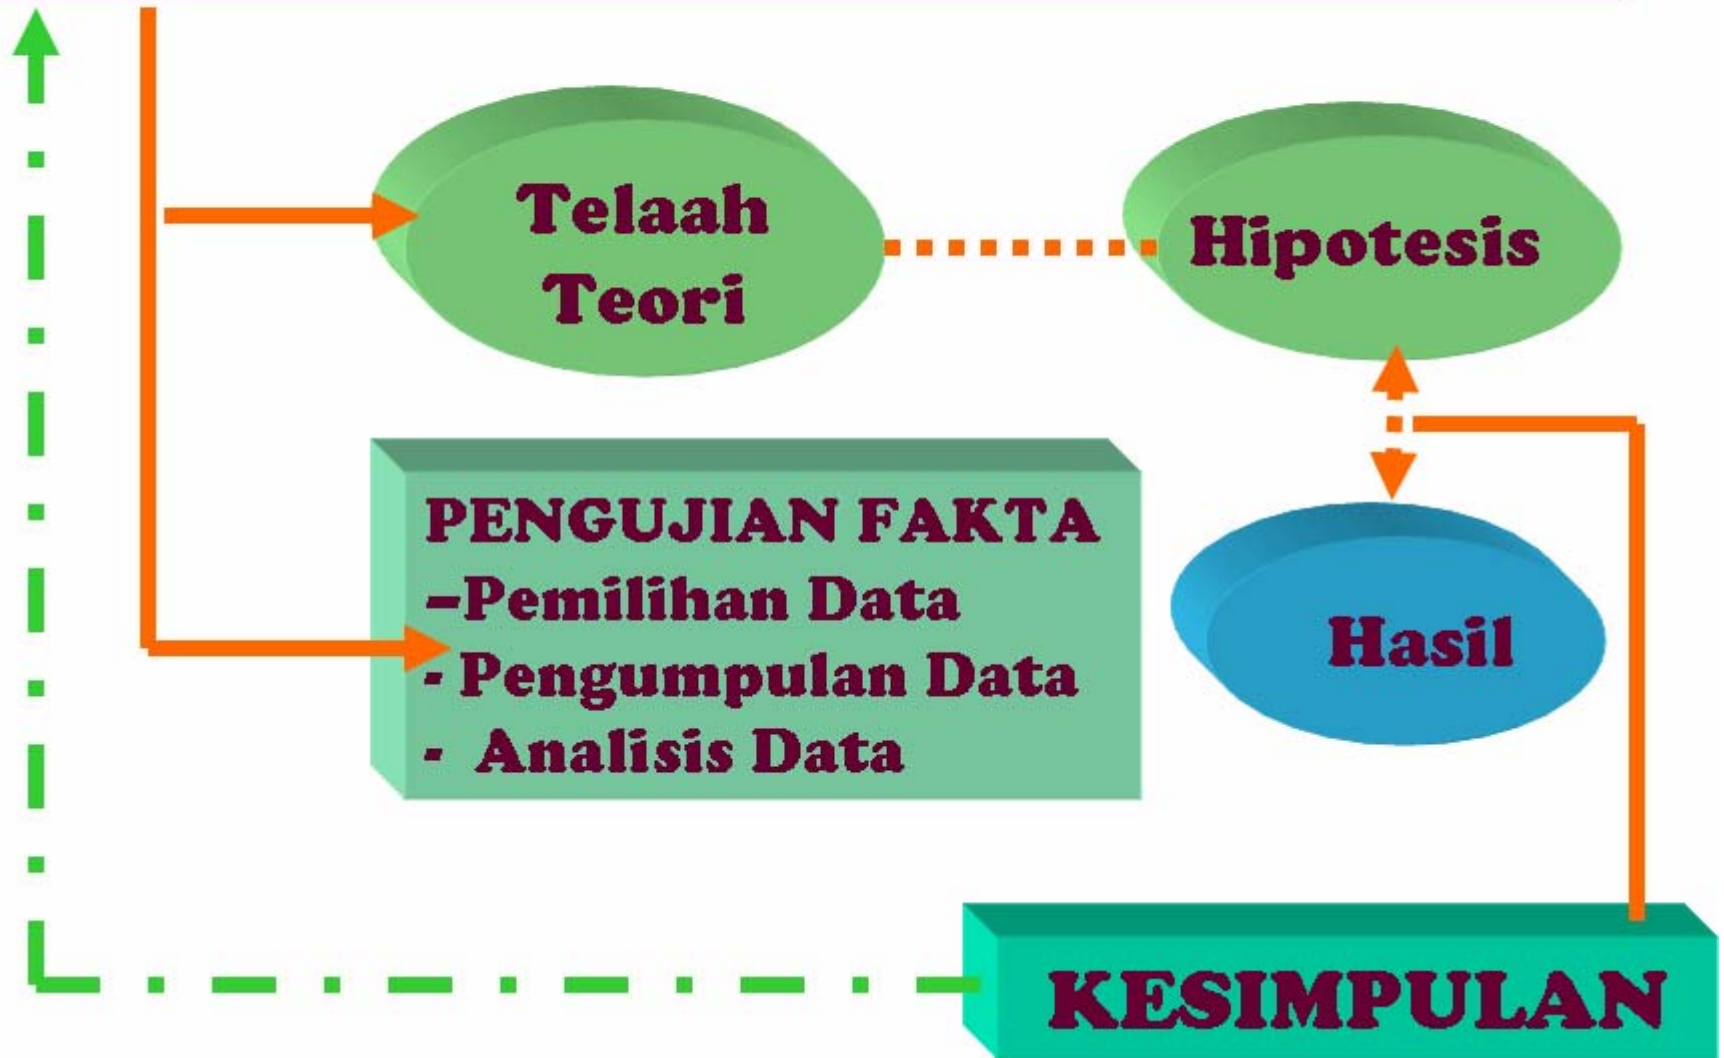 Telaah
Teori
Hipotesis
PENGUJIAN FAKTA
–Pemilihan Data
- Pengumpulan Data
- Analisis Data
Hasil
KESIMPULAN